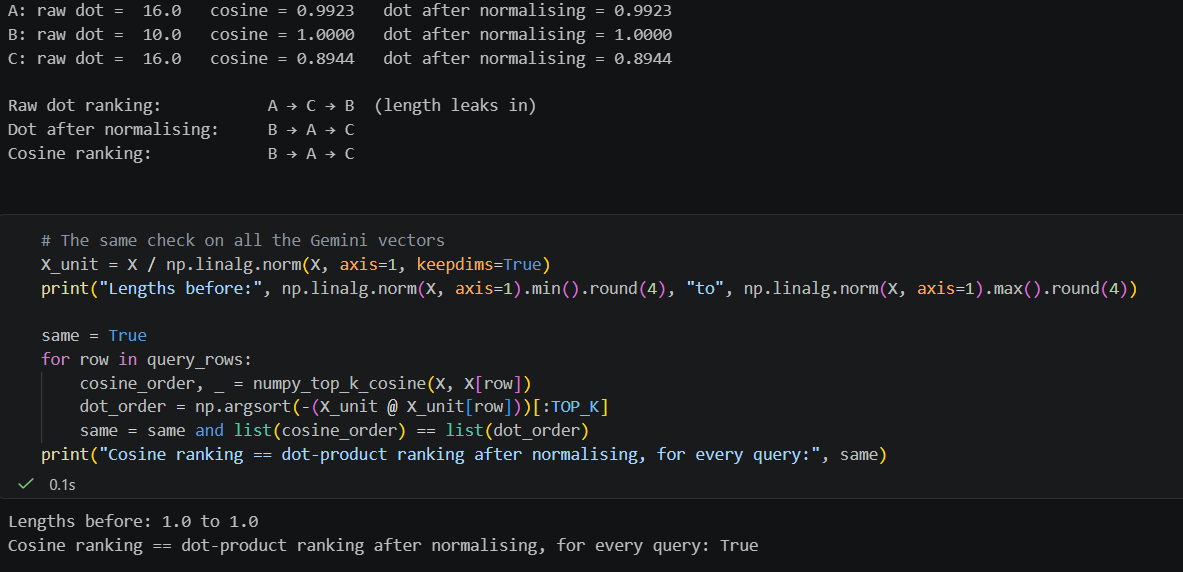 A: raw dot =  16.0   cosine = 0.9923   dot after normalising = 0.9923
B: raw dot =  10.0   cosine = 1.0000   dot after normalising = 1.0000
C: raw dot =  16.0   cosine = 0.8944   dot after normalising = 0.8944
Raw dot ranking:           A → C → B  (length leaks in)
Dot after normalising:     B → A → C
Cosine ranking:            B → A → C
# The same check on all the Gemini vectors
X_unit = X / np.linalg.norm(X, axis=1, keepdims=True)
print("Lengths before:", np.linalg.norm(X, axis=1).min().round(4), "to", np.linalg.norm(X, axis=1).max().round(4))
same = True
for row in query_rows:
    cosine_order, _ = numpy_top_k_cosine(X, X[row])
    dot_order = np.argsort(-(X_unit @ X_unit[row]))[:TOP_K]
    same = same and list(cosine_order) == list(dot_order)
print("Cosine ranking == dot-product ranking after normalising, for every query:", same)
0.1s
Lengths before: 1.0 to 1.0
Cosine ranking == dot-product ranking after normalising, for every query: True